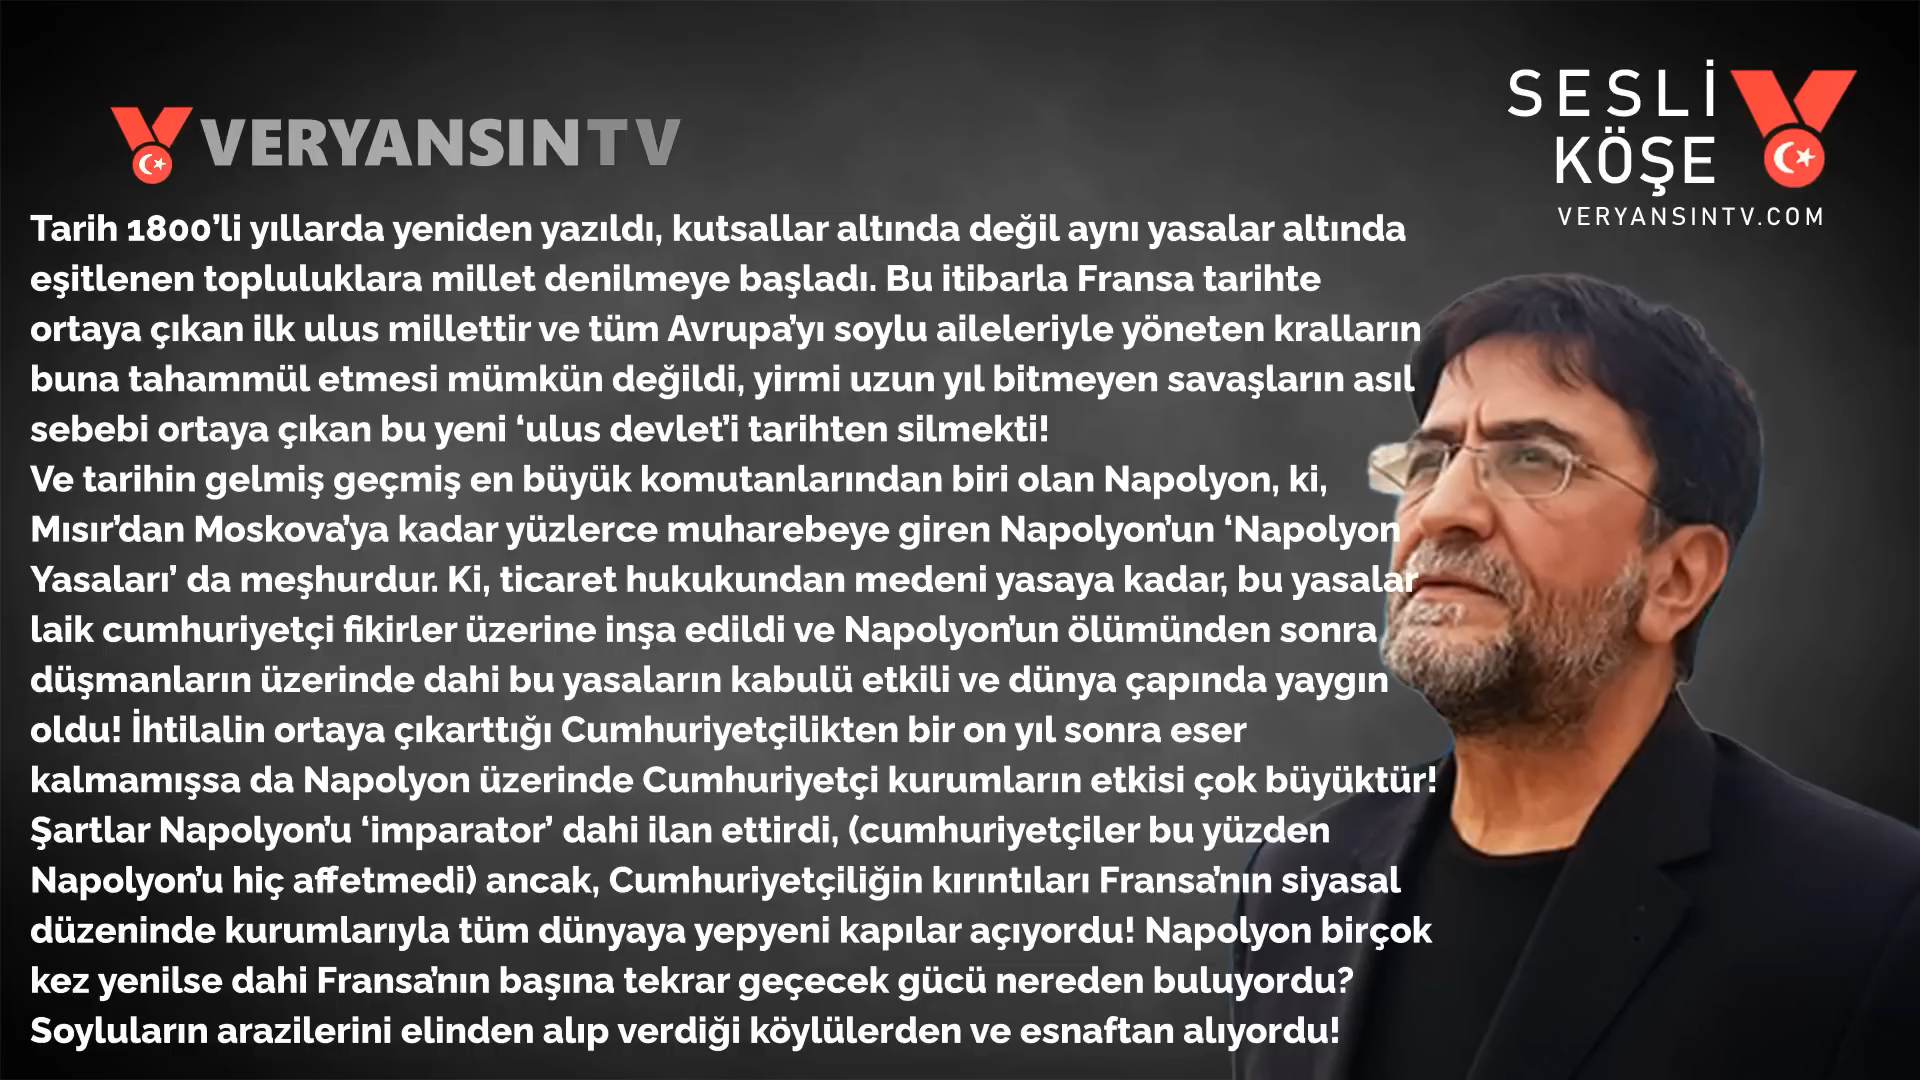 VERYANSINTV
SESLİ
KÖŞE
VERYANSINTV.COM
Tarih 1800’li yıllarda yeniden yazıldı, kutsallar altında değil aynı yasalar altında
eşitlenen topluluklara millet denilmeye başladı. Bu itibarla Fransa tarihte
ortaya çıkan ilk ulus millettir ve tüm Avrupa’yı soylu aileleriyle yöneten kralların
buna tahammül etmesi mümkün değildi, yirmi uzun yıl bitmeyen savaşların asıl
sebebi ortaya çıkan bu yeni ‘ulus devlet’i tarihten silmekti!
Ve tarihin gelmiş geçmiş en büyük komutanlarından biri olan Napolyon, ki,
Mısır’dan Moskova’ya kadar yüzlerce muharebeye giren Napolyon’un ‘Napolyon
Yasaları’ da meşhurdur. Ki, ticaret hukukundan medeni yasaya kadar, bu yasalar
laik cumhuriyetçi fikirler üzerine inşa edildi ve Napolyon’un ölümünden sonra
düşmanların üzerinde dahi bu yasaların kabulü etkili ve dünya çapında yaygın
oldu! İhtilalin ortaya çıkarttığı Cumhuriyetçilikten bir on yıl sonra eser
kalmamışsa da Napolyon üzerinde Cumhuriyetçi kurumların etkisi çok büyüktür!
Şartlar Napolyon’u ‘imparator’ dahi ilan ettirdi, (cumhuriyetçiler bu yüzden
Napolyon’u hiç affetmedi) ancak, Cumhuriyetçiliğin kırıntıları Fransa’nın siyasal
düzeninde kurumlarıyla tüm dünyaya yepyeni kapılar açıyordu! Napolyon birçok
kez yenilse dahi Fransa’nın başına tekrar geçecek gücü nereden buluyordu?
Soyluların arazilerini elinden alıp verdiği köylülerden ve esnaftan alıyordu!